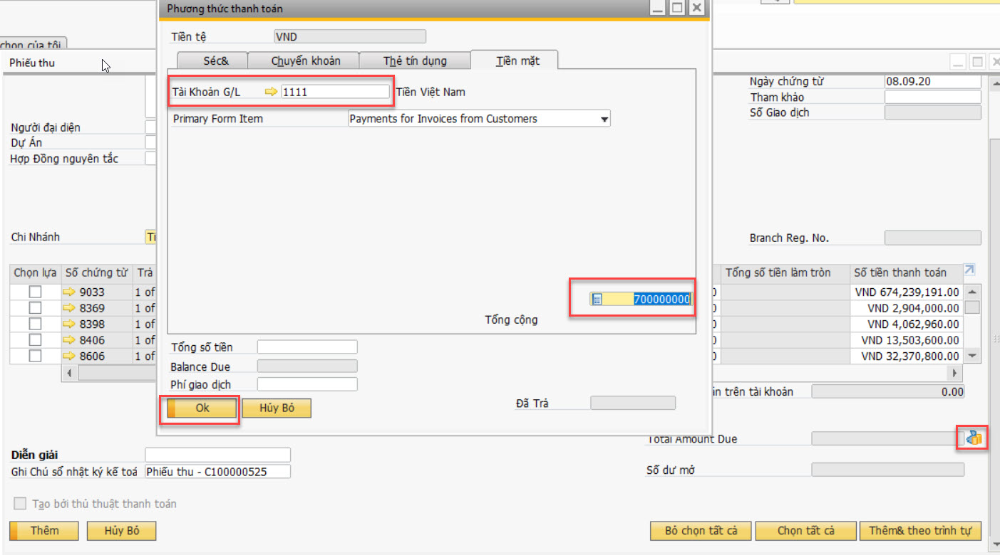 Phương thức thanh toán
chọn của tôi
Phiếu thu
Tiền tệ VND
Séc& Chuyển khoản Thẻ tín dụng Tiền mặt
Tài Khoản G/L 1111 Tiền Việt Nam
Primary Form Item Payments for Invoices from Customers
Ngày chứng từ 08.09.20
Tham khảo
Số Giao dịch
Người đại diện
Dự Án
Hợp Đồng nguyên tắc
Chi Nhánh Ti
Branch Reg. No.
Chọn lựa Số chứng từ Trả Tổng số tiền làm tròn Số tiền thanh toán
9033 1 of 0 VND 674,239,191.00
8369 1 of 0 VND 2,904,000.00
8398 1 of 0 VND 4,062,960.00
8406 1 of 0 VND 13,503,600.00
8606 1 of 0 VND 32,370,800.00
700000000
Tổng cộng
Tổng số tiền
Balance Due
Phí giao dịch
Ok Hủy Bỏ
Đã Trả
trên tài khoản 0.00
Total Amount Due
Số dư mở
Diễn giải
Ghi Chú sổ nhật ký kế toá Phiếu thu - C100000525
Tạo bởi thủ thuật thanh toán
Thêm Hủy Bỏ Bỏ chọn tất cả Chọn tất cả Thêm& theo trình tự